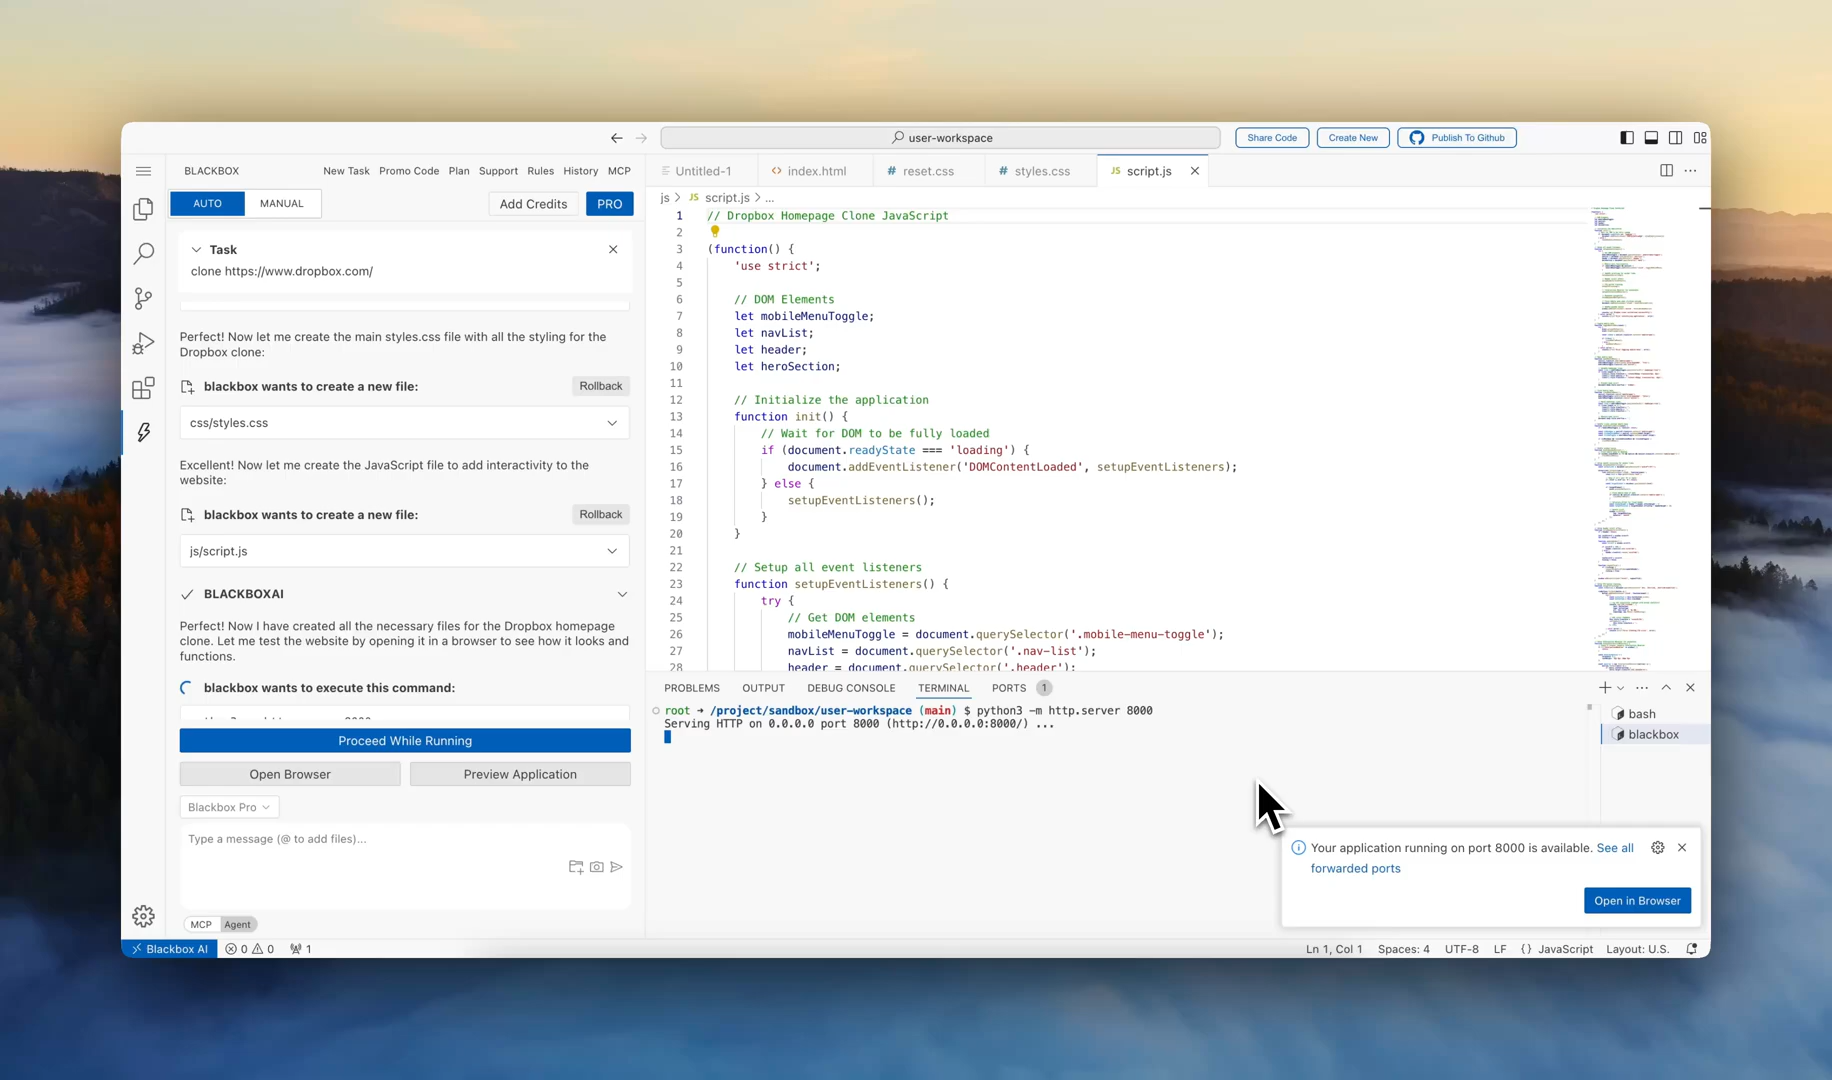 user-workspace
Share Code
Create New
Publish To Github
BLACKBOX
New Task Promo Code Plan Support Rules History MCP
AUTO MANUAL
Add Credits
PRO
Task
clone https://www.dropbox.com/
Perfect! Now let me create the main styles.css file with all the styling for the
Dropbox clone:
blackbox wants to create a new file:
Rollback
css/styles.css
Excellent! Now let me create the JavaScript file to add interactivity to the
website:
blackbox wants to create a new file:
Rollback
js/script.js
BLACKBOXAI
Perfect! Now I have created all the necessary files for the Dropbox homepage
clone. Let me test the website by opening it in a browser to see how it looks and
functions.
blackbox wants to execute this command:
Proceed While Running
Open Browser
Preview Application
Blackbox Pro
Type a message (@ to add files)...
MCP Agent
Untitled-1
<> index.html
# reset.css
# styles.css
JS script.js
js > JS script.js > ...
1 // Dropbox Homepage Clone JavaScript
2
3 (function() {
4 'use strict';
5
6 // DOM Elements
7 let mobileMenuToggle;
8 let navList;
9 let header;
10 let heroSection;
11
12 // Initialize the application
13 function init() {
14 // Wait for DOM to be fully loaded
15 if (document.readyState === 'loading') {
16 document.addEventListener('DOMContentLoaded', setupEventListeners);
17 } else {
18 setupEventListeners();
19 }
20 }
21
22 // Setup all event listeners
23 function setupEventListeners() {
24 try {
25 // Get DOM elements
26 mobileMenuToggle = document.querySelector('.mobile-menu-toggle');
27 navList = document.querySelector('.nav-list');
28 header = document.querySelector('.header');
PROBLEMS OUTPUT DEBUG CONSOLE TERMINAL PORTS 1
root ➜ /project/sandbox/user-workspace (main) $ python3 -m http.server 8000
Serving HTTP on 0.0.0.0 port 8000 (http://0.0.0.0:8000/) ...
bash
blackbox
Your application running on port 8000 is available. See all
forwarded ports
Open in Browser
Blackbox AI 0 0 1
Ln 1, Col 1 Spaces: 4 UTF-8 LF {} JavaScript Layout: U.S.